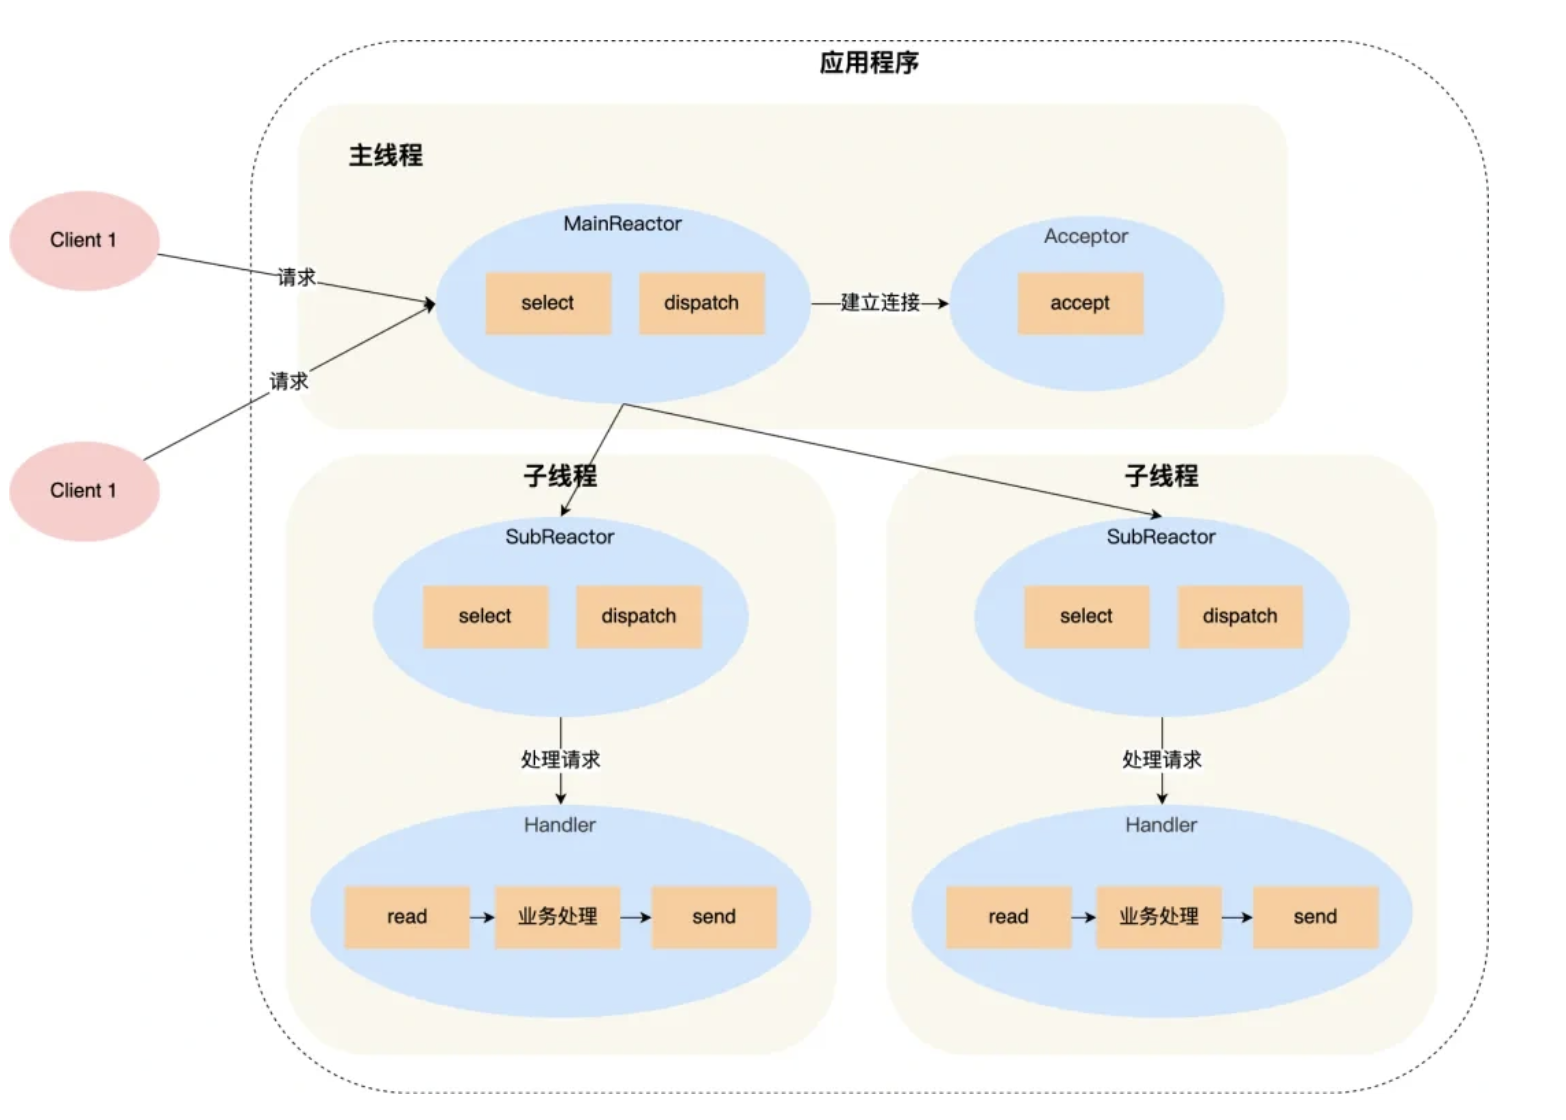 应用程序
主线程
MainReactor
select
dispatch
建立连接
Acceptor
accept
Client 1
请求
Client 1
请求
子线程
SubReactor
select
dispatch
处理请求
Handler
read
业务处理
send
子线程
SubReactor
select
dispatch
处理请求
Handler
read
业务处理
send